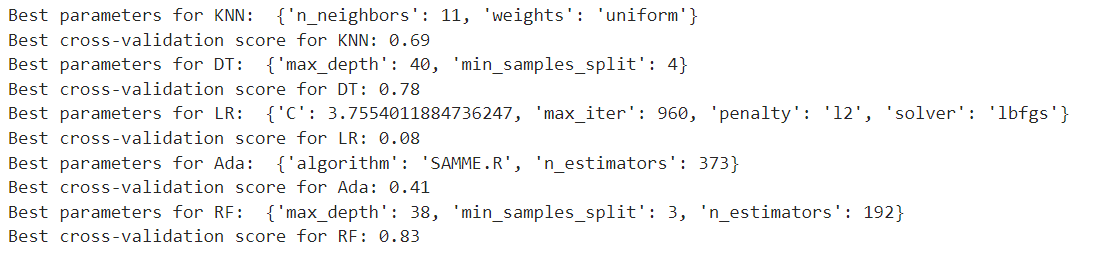 Best parameters for KNN:  {'n_neighbors': 11, 'weights': 'uniform'}
Best cross-validation score for KNN: 0.69
Best parameters for DT:  {'max_depth': 40, 'min_samples_split': 4}
Best cross-validation score for DT: 0.78
Best parameters for LR:  {'C': 3.7554011884736247, 'max_iter': 960, 'penalty': 'l2', 'solver': 'lbfgs'}
Best cross-validation score for LR: 0.08
Best parameters for Ada:  {'algorithm': 'SAMME.R', 'n_estimators': 373}
Best cross-validation score for Ada: 0.41
Best parameters for RF:  {'max_depth': 38, 'min_samples_split': 3, 'n_estimators': 192}
Best cross-validation score for RF: 0.83